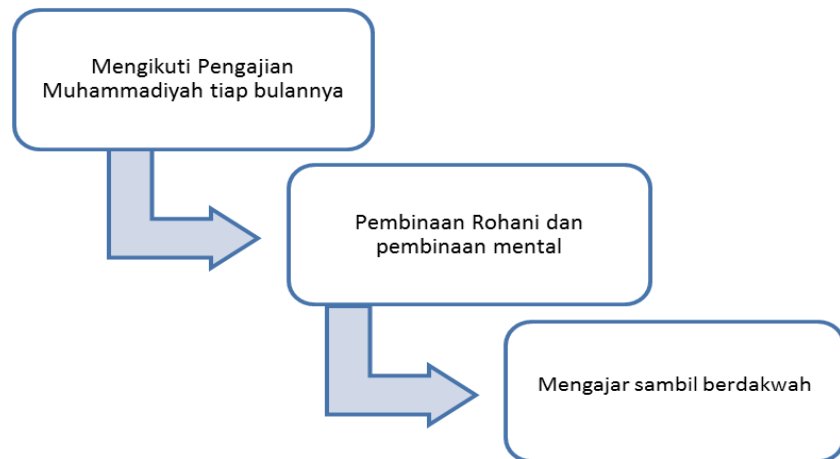 Mengikuti Pengajian
Muhammadiyah tiap bulannya
Pembinaan Rohani dan
pembinaan mental
Mengajar sambil berdakwah